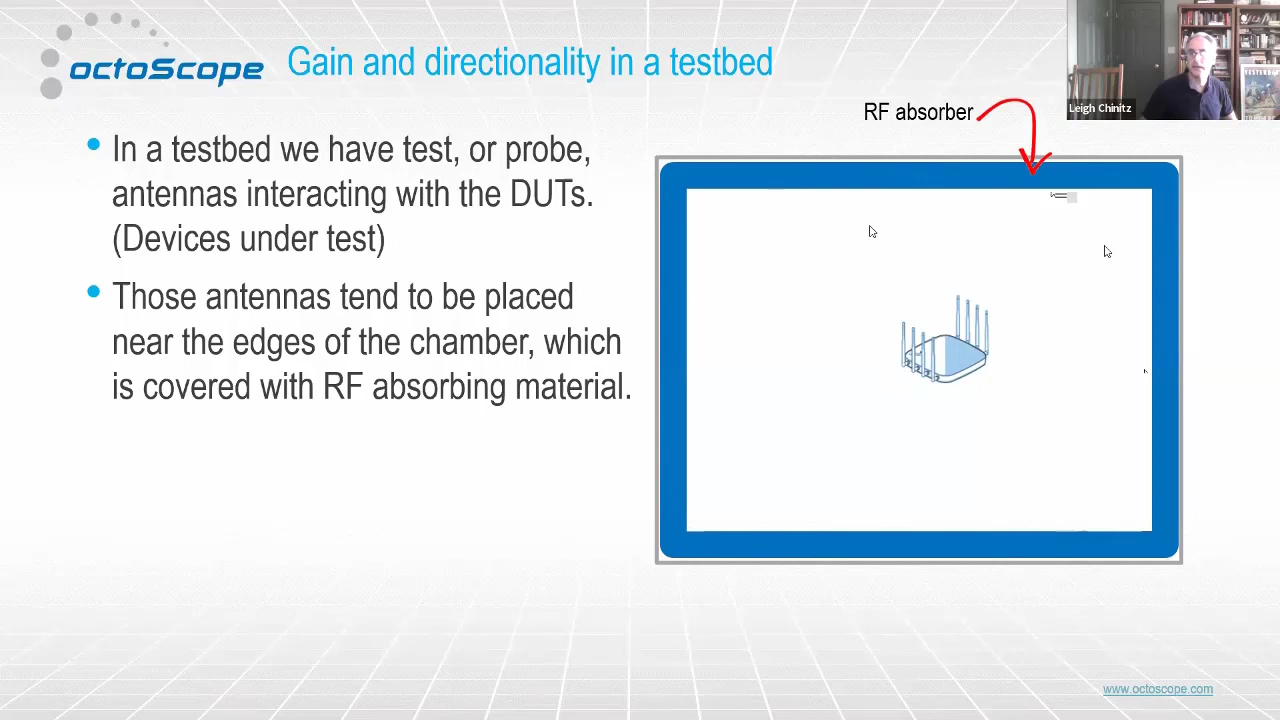 octoScope
Gain and directionality in a testbed
Leigh Chinitz
RF absorber
In a testbed we have test, or probe,
antennas interacting with the DUTs.
(Devices under test)
Those antennas tend to be placed
near the edges of the chamber, which
is covered with RF absorbing material.
www.octoscope.com